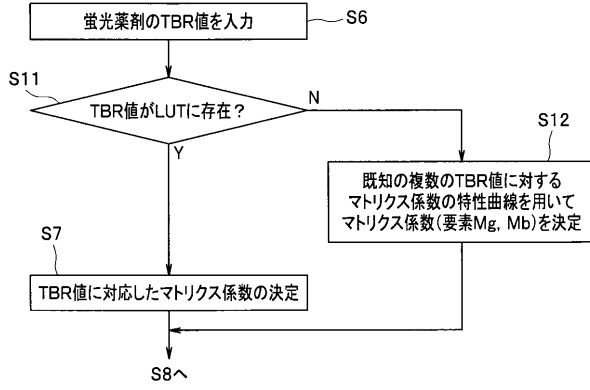 蛍光薬剤のTBR値を入力
S6
S11
TBR値がLUTに存在？
N
Y
S12
既知の複数のTBR値に対する
マトリクス係数の特性曲線を用いて
マトリクス係数(要素Mg, Mb)を決定
S7
TBR値に対応したマトリクス係数の決定
S8へ